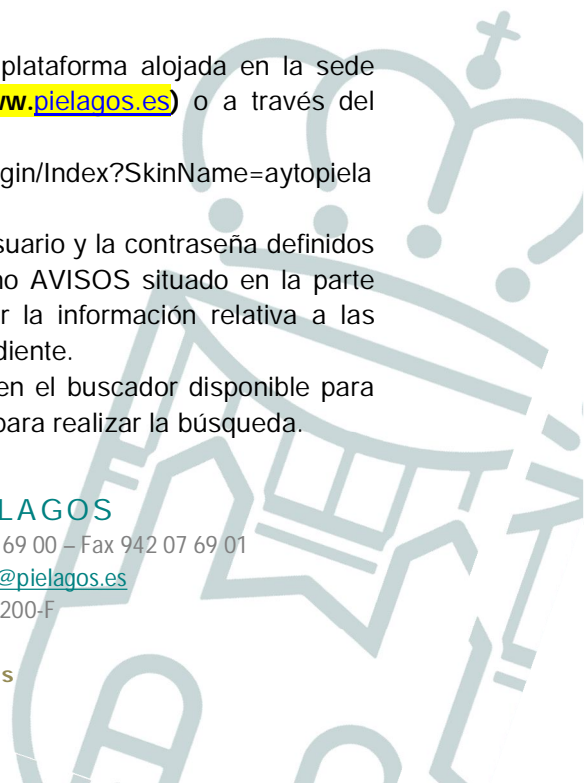 plataforma alojada en la sede
ww.pielagos.es) o a través del
gin/Index?SkinName=aytopiela
suario y la contraseña definidos
no AVISOS situado en la parte
r la información relativa a las
diente.
en el buscador disponible para
para realizar la búsqueda.
LAGOS
69 00 – Fax 942 07 69 01
@pielagos.es
200-F
s